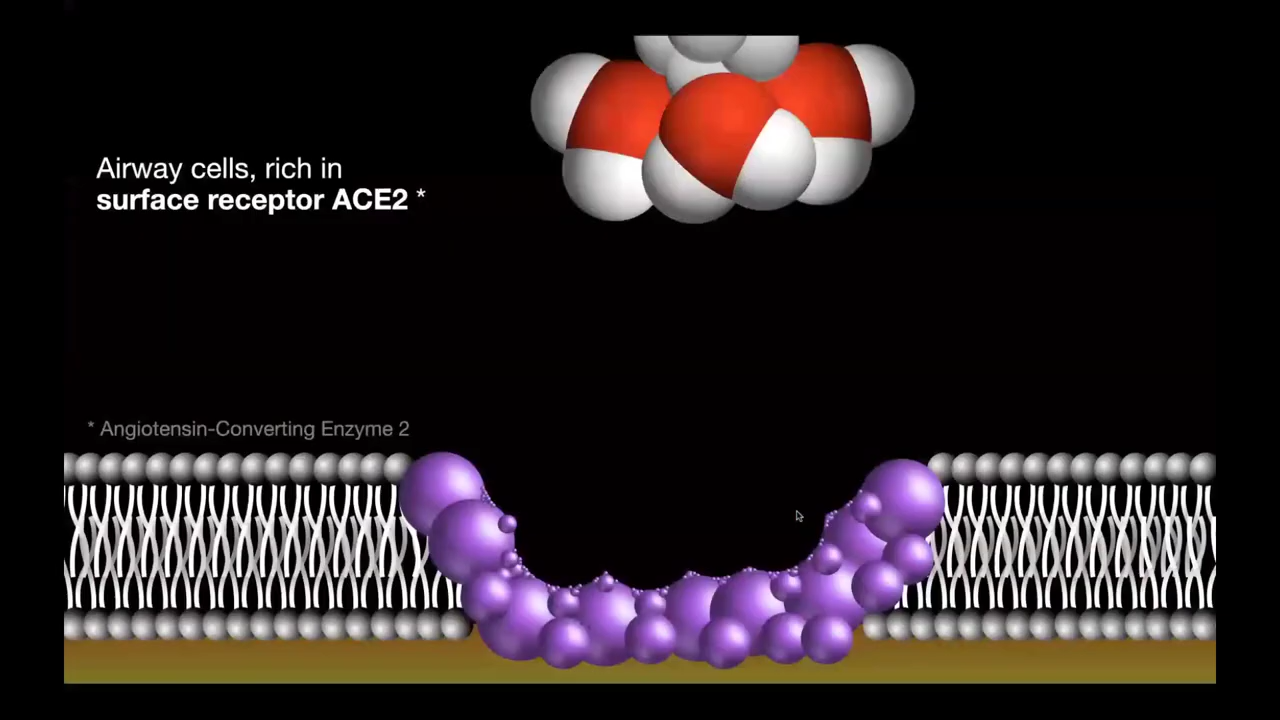 Airway cells, rich in
surface receptor ACE2 *
* Angiotensin-Converting Enzyme 2